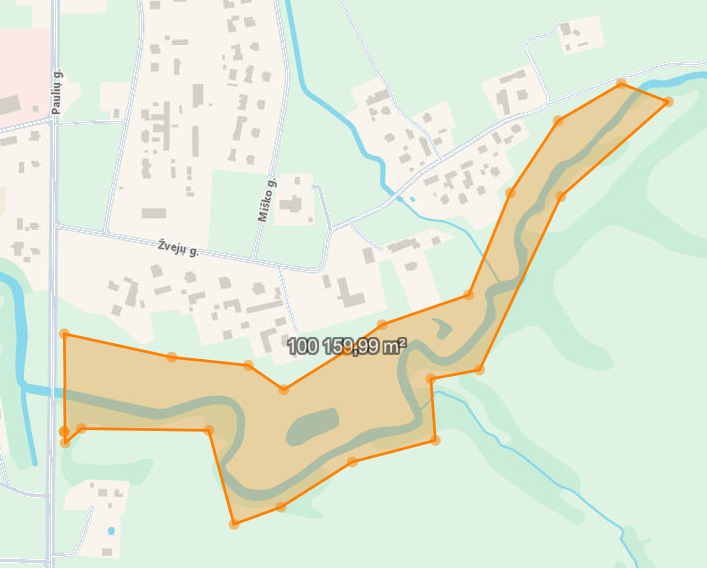 Paulių g.
Miško g.
Žvejų g.
100 159,99 m²